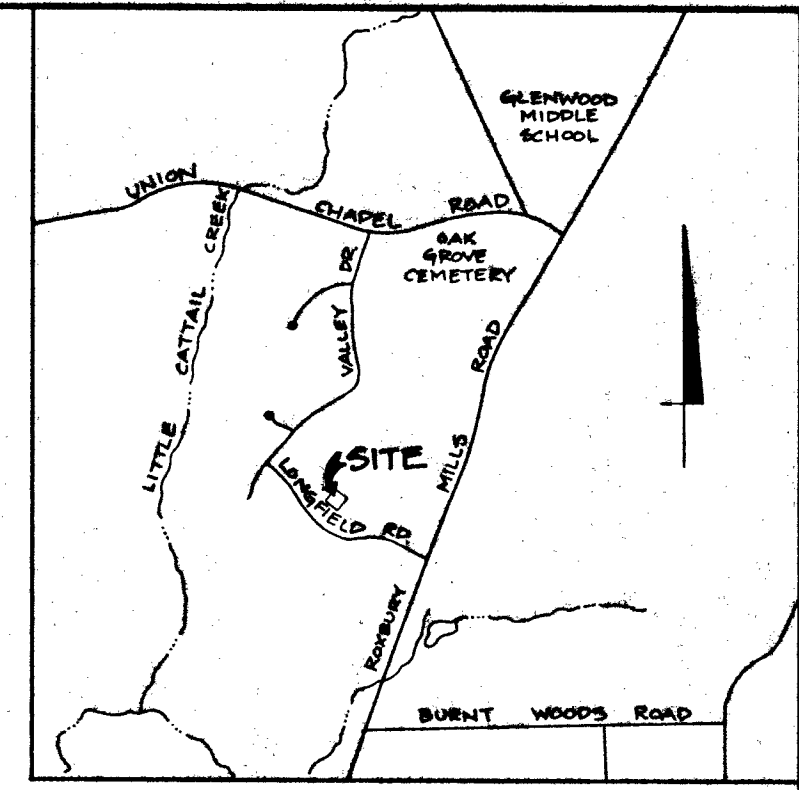 GLENWOOD
MIDDLE
SCHOOL
UNION CHAPEL ROAD
OAK
GROVE
CEMETERY
LITTLE CATTAIL CREEK
VALLEY DR.
SITE
LONGFIELD RD
ROXBURY MILLS ROAD
BURNT WOODS ROAD